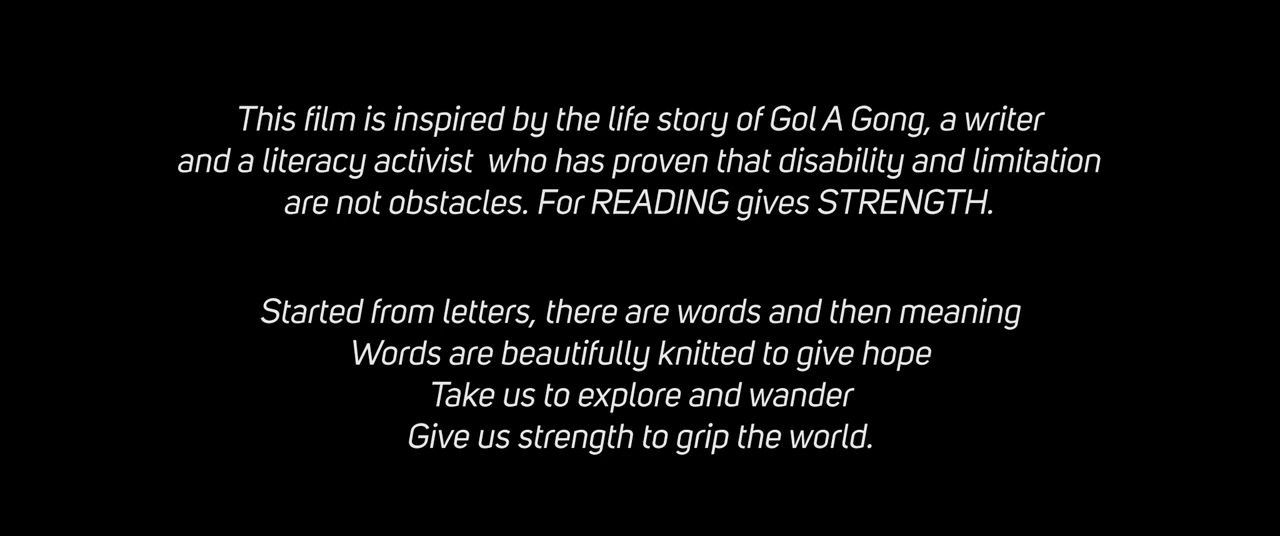 This film is inspired by the life story of Gol A Gong, a writer
and a literacy activist  who has proven that disability and limitation
are not obstacles. For READING gives STRENGTH.
Started from letters, there are words and then meaning
Words are beautifully knitted to give hope
Take us to explore and wander
Give us strength to grip the world.